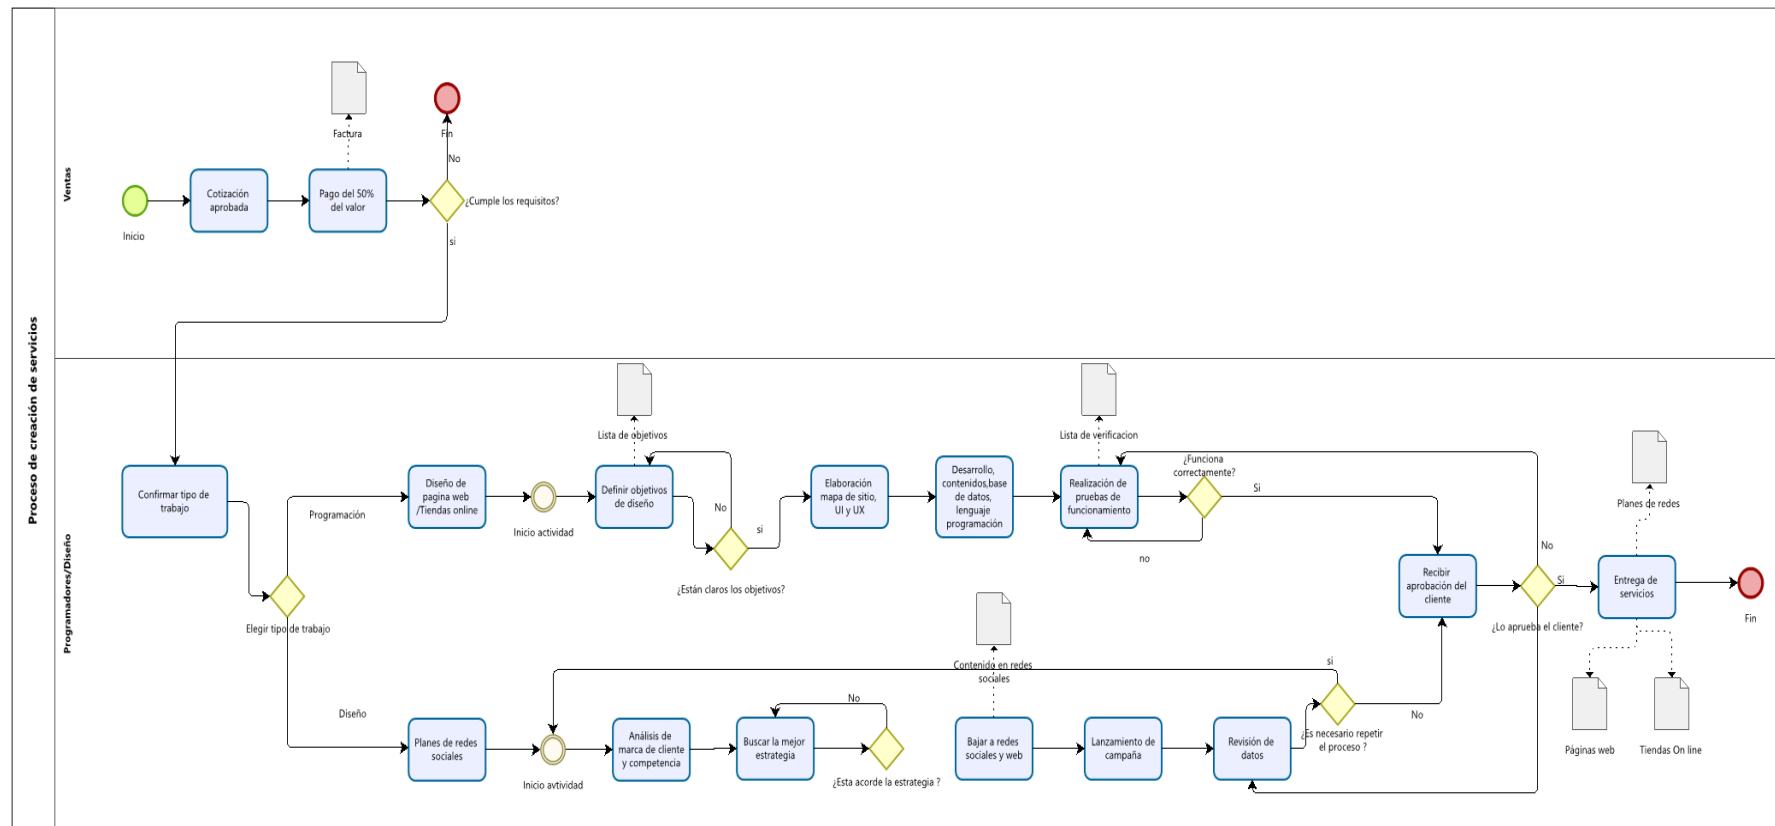 Proceso de creación de servicios
Ventas
Factura
Fin
No
Cotización
aprobada
Pago del 50%
del valor
¿Cumple los requisitos?
Inicio
si
Programadores/Diseño
Lista de objetivos
Lista de verificacion
¿Funciona
correctamente?
Confirmar tipo de
trabajo
Programación
Diseño de
pagina web
/Tiendas online
Inicio actividad
Definir objetivos
de diseño
No
si
¿Están claros los objetivos?
Elaboración
mapa de sitio,
UI y UX
Desarrollo,
contenidos,base
de datos,
lenguaje
programación
Realización de
pruebas de
funcionamiento
Si
no
Planes de redes
Recibir
aprobación del
cliente
No
Si
¿Lo aprueba el cliente?
Entrega de
servicios
Fin
Elegir tipo de trabajo
Contenido en redes
sociales
si
Diseño
Planes de redes
sociales
Inicio avtividad
Análisis de
marca de cliente
y competencia
No
Buscar la mejor
estrategia
¿Esta acorde la estrategia ?
Bajar a redes
sociales y web
Lanzamiento de
campaña
Revisión de
datos
No
¿Es necesario repetir
el proceso ?
Páginas web
Tiendas On line